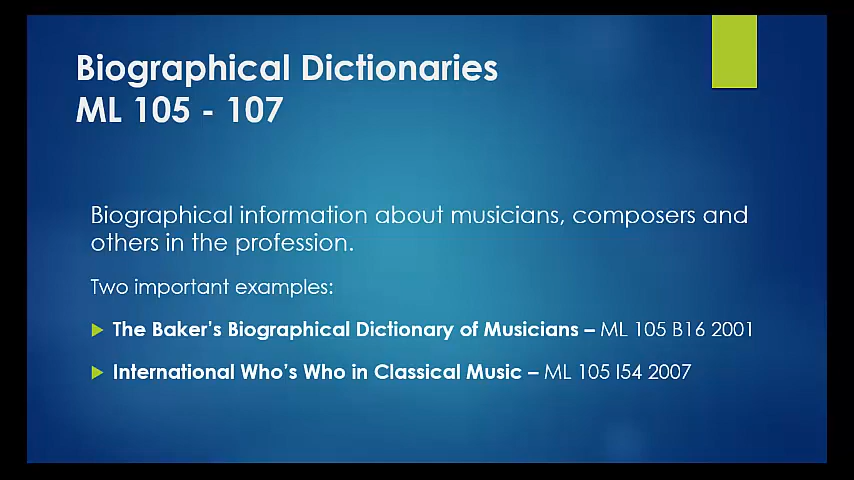 Biographical Dictionaries
ML 105 - 107
Biographical information about musicians, composers and
others in the profession.
Two important examples:
The Baker's Biographical Dictionary of Musicians – ML 105 B16 2001
International Who's Who in Classical Music – ML 105 I54 2007